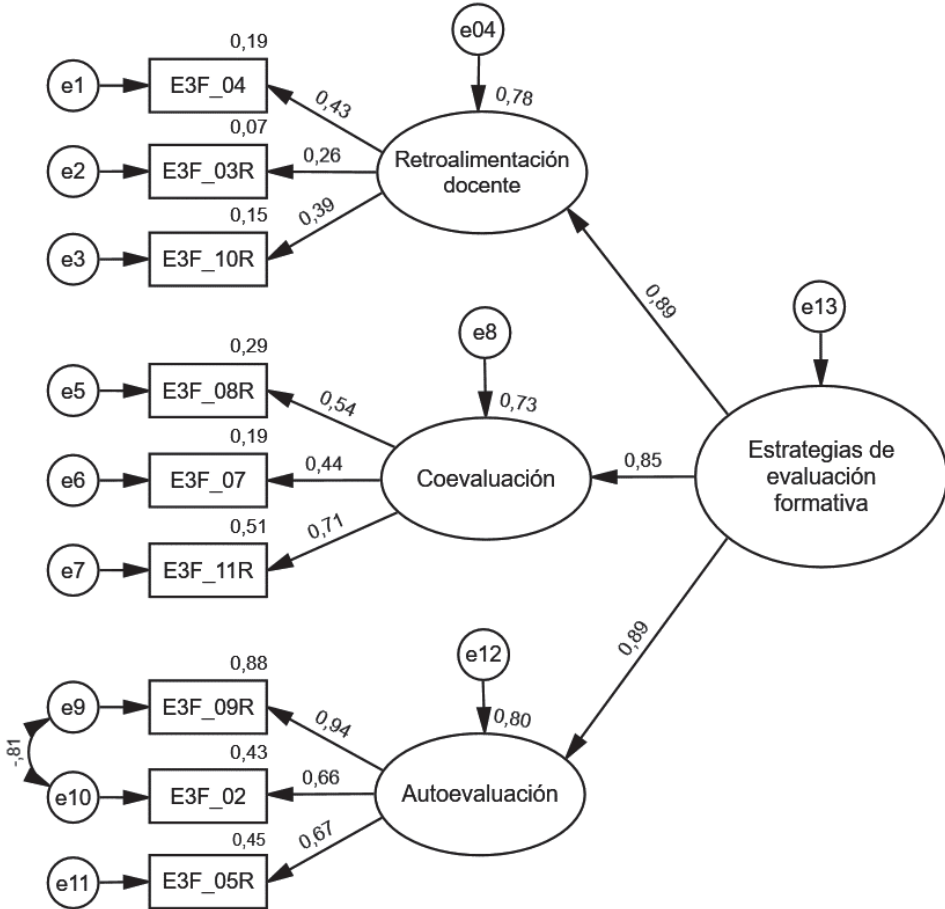 e04
0,19
e1
E3F_04
0,43
0,78
0,07
e2
E3F_03R
0,26
Retroalimentación
docente
0,15
0,39
e3
E3F_10R
0,89
e13
e8
0,29
e5
E3F_08R
0,54
0,73
0,19
e6
E3F_07
0,44
Coevaluación
0,85
Estrategias de
evaluación
formativa
0,51
0,71
e7
E3F_11R
0,89
e12
0,88
e9
E3F_09R
0,94
0,80
-,81
0,43
e10
E3F_02
0,66
Autoevaluación
0,45
0,67
e11
E3F_05R